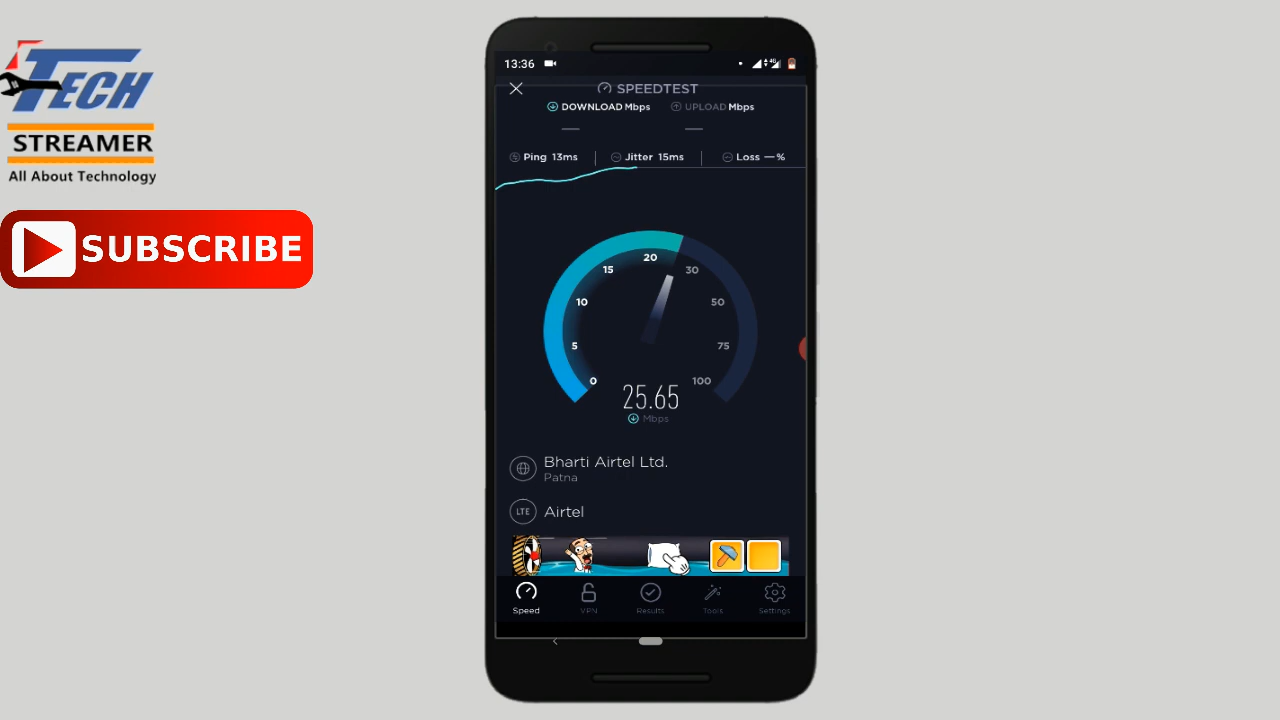 TECH
STREAMER
All About Technology
SUBSCRIBE
13:36
4G
SPEEDTEST
DOWNLOAD Mbps UPLOAD Mbps
— —
Ping 13ms Jitter 15ms Loss —%
20
15 30
10 50
5 75
0 100
25.65
Mbps
Bharti Airtel Ltd.
Patna
LTE Airtel
Speed VPN Results Tools Settings